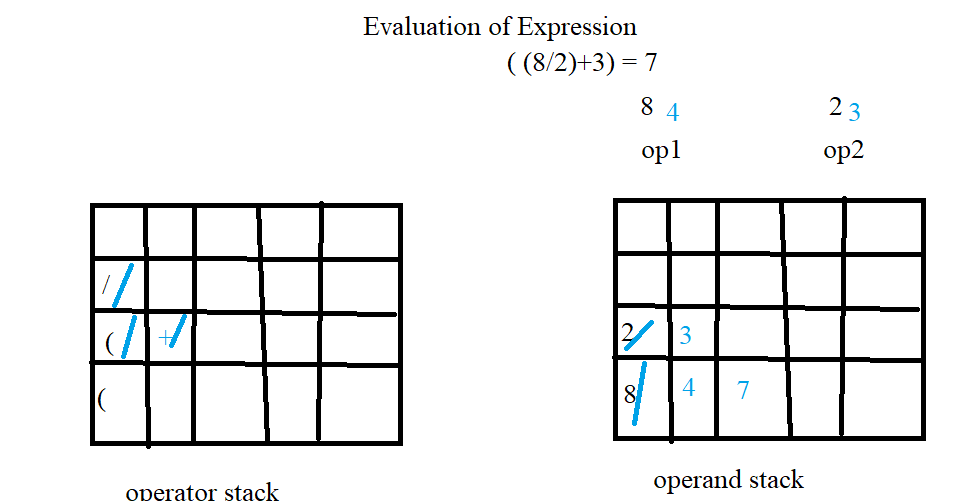 Evaluation of Expression
( (8/2)+3) = 7
8 4 2 3
op1 op2
/
( +
2 3
( 
8 4 7
operator stack
operand stack